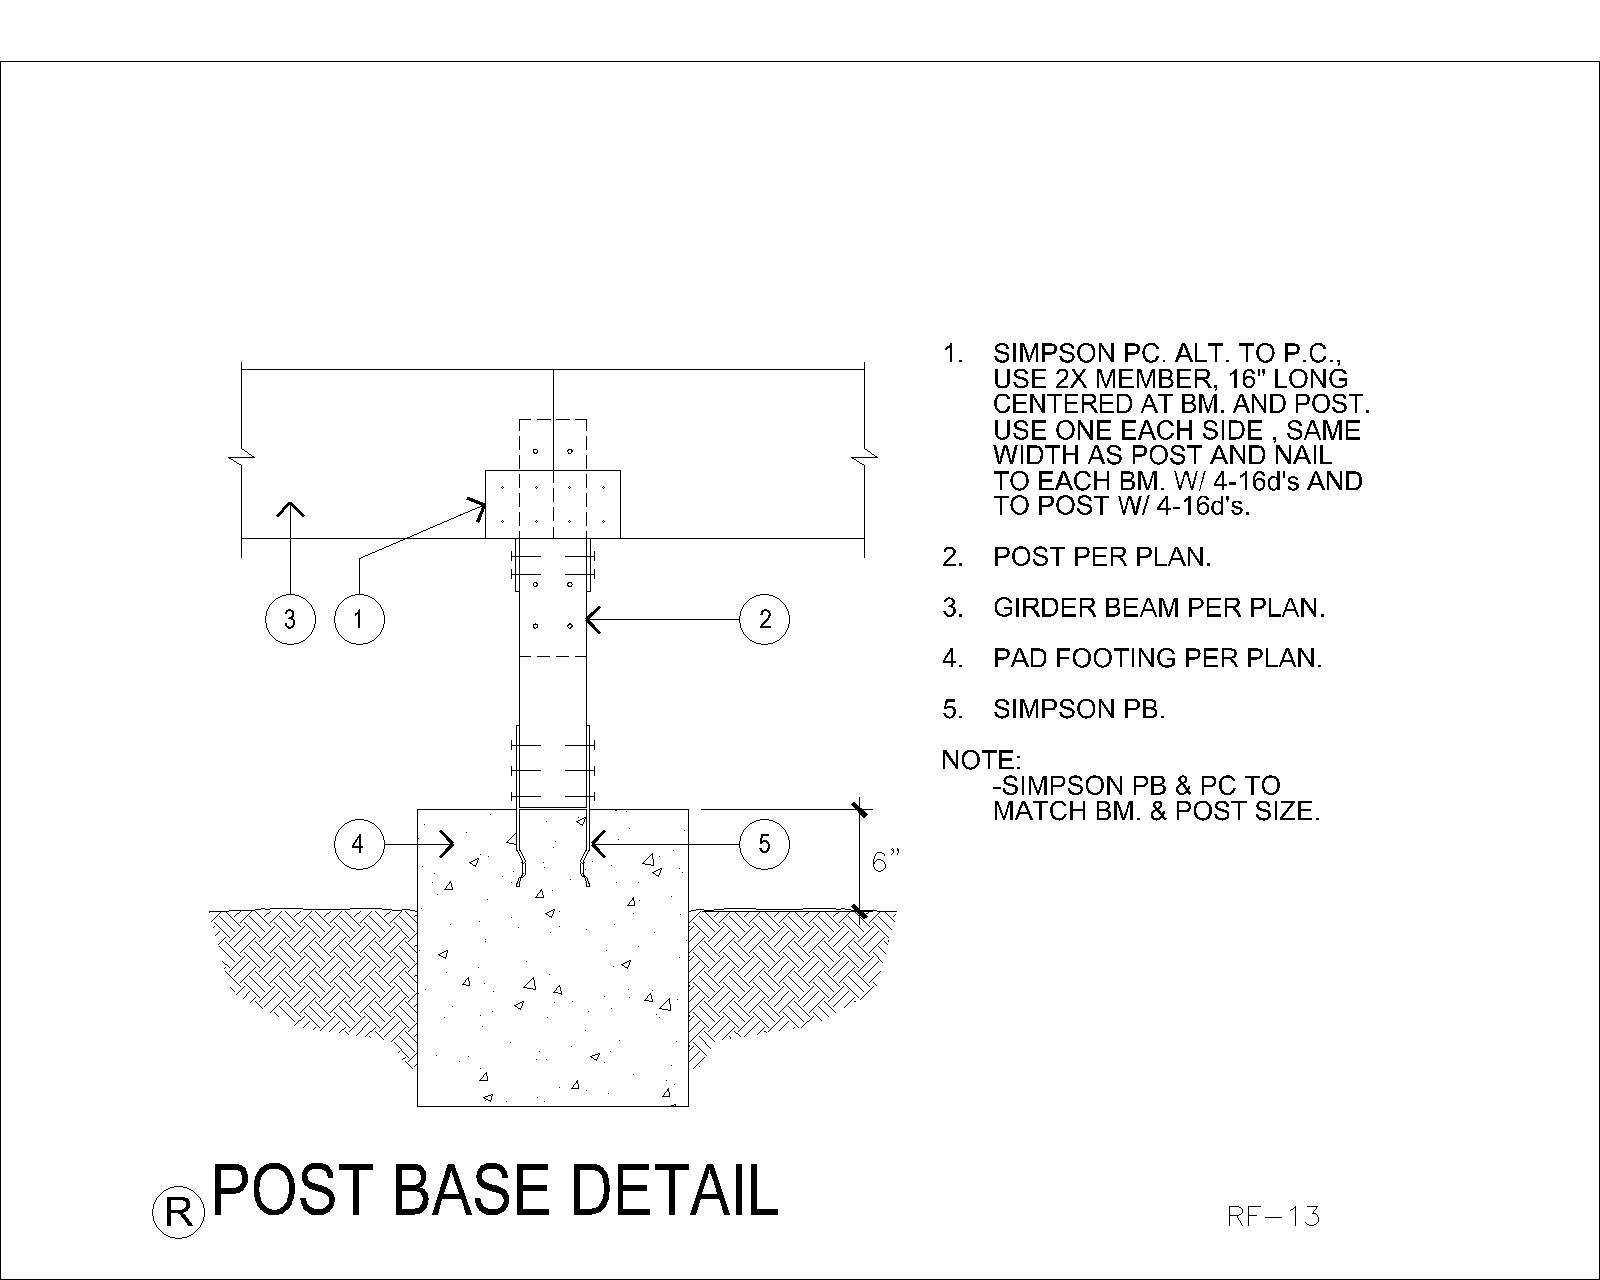 1. SIMPSON PC. ALT. TO P.C.,
USE 2X MEMBER, 16" LONG
CENTERED AT BM. AND POST.
USE ONE EACH SIDE , SAME
WIDTH AS POST AND NAIL
TO EACH BM. W/ 4-16d's AND
TO POST W/ 4-16d's.
2. POST PER PLAN.
3. GIRDER BEAM PER PLAN.
4. PAD FOOTING PER PLAN.
5. SIMPSON PB.
NOTE:
-SIMPSON PB & PC TO
MATCH BM. & POST SIZE.
3
1
2
4
5
6"
R POST BASE DETAIL
RF-13